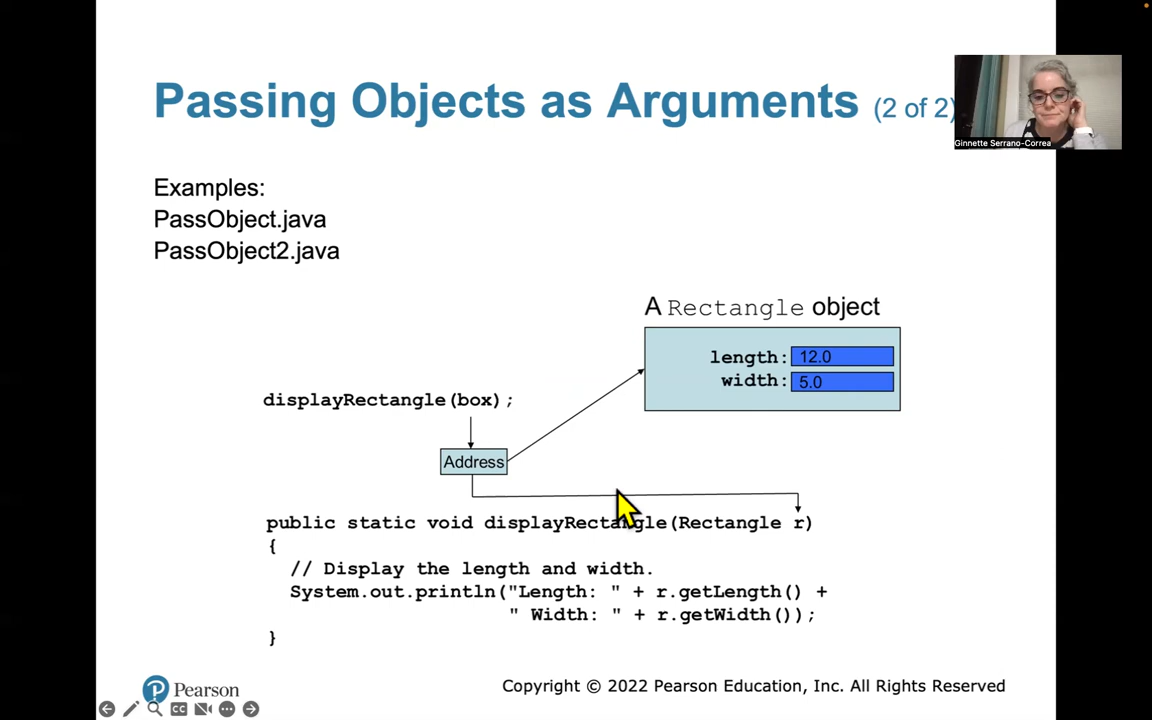 Passing Objects as Arguments (2 of 2)
Ginnette Serrano-Correa
Examples:
PassObject.java
PassObject2.java
A Rectangle object
length: 12.0
width: 5.0
displayRectangle(box);
Address
public static void displayRectangle(Rectangle r)
{
// Display the length and width.
System.out.println("Length: " + r.getLength() +
" Width: " + r.getWidth());
}
Pearson
Copyright © 2022 Pearson Education, Inc. All Rights Reserved
CC